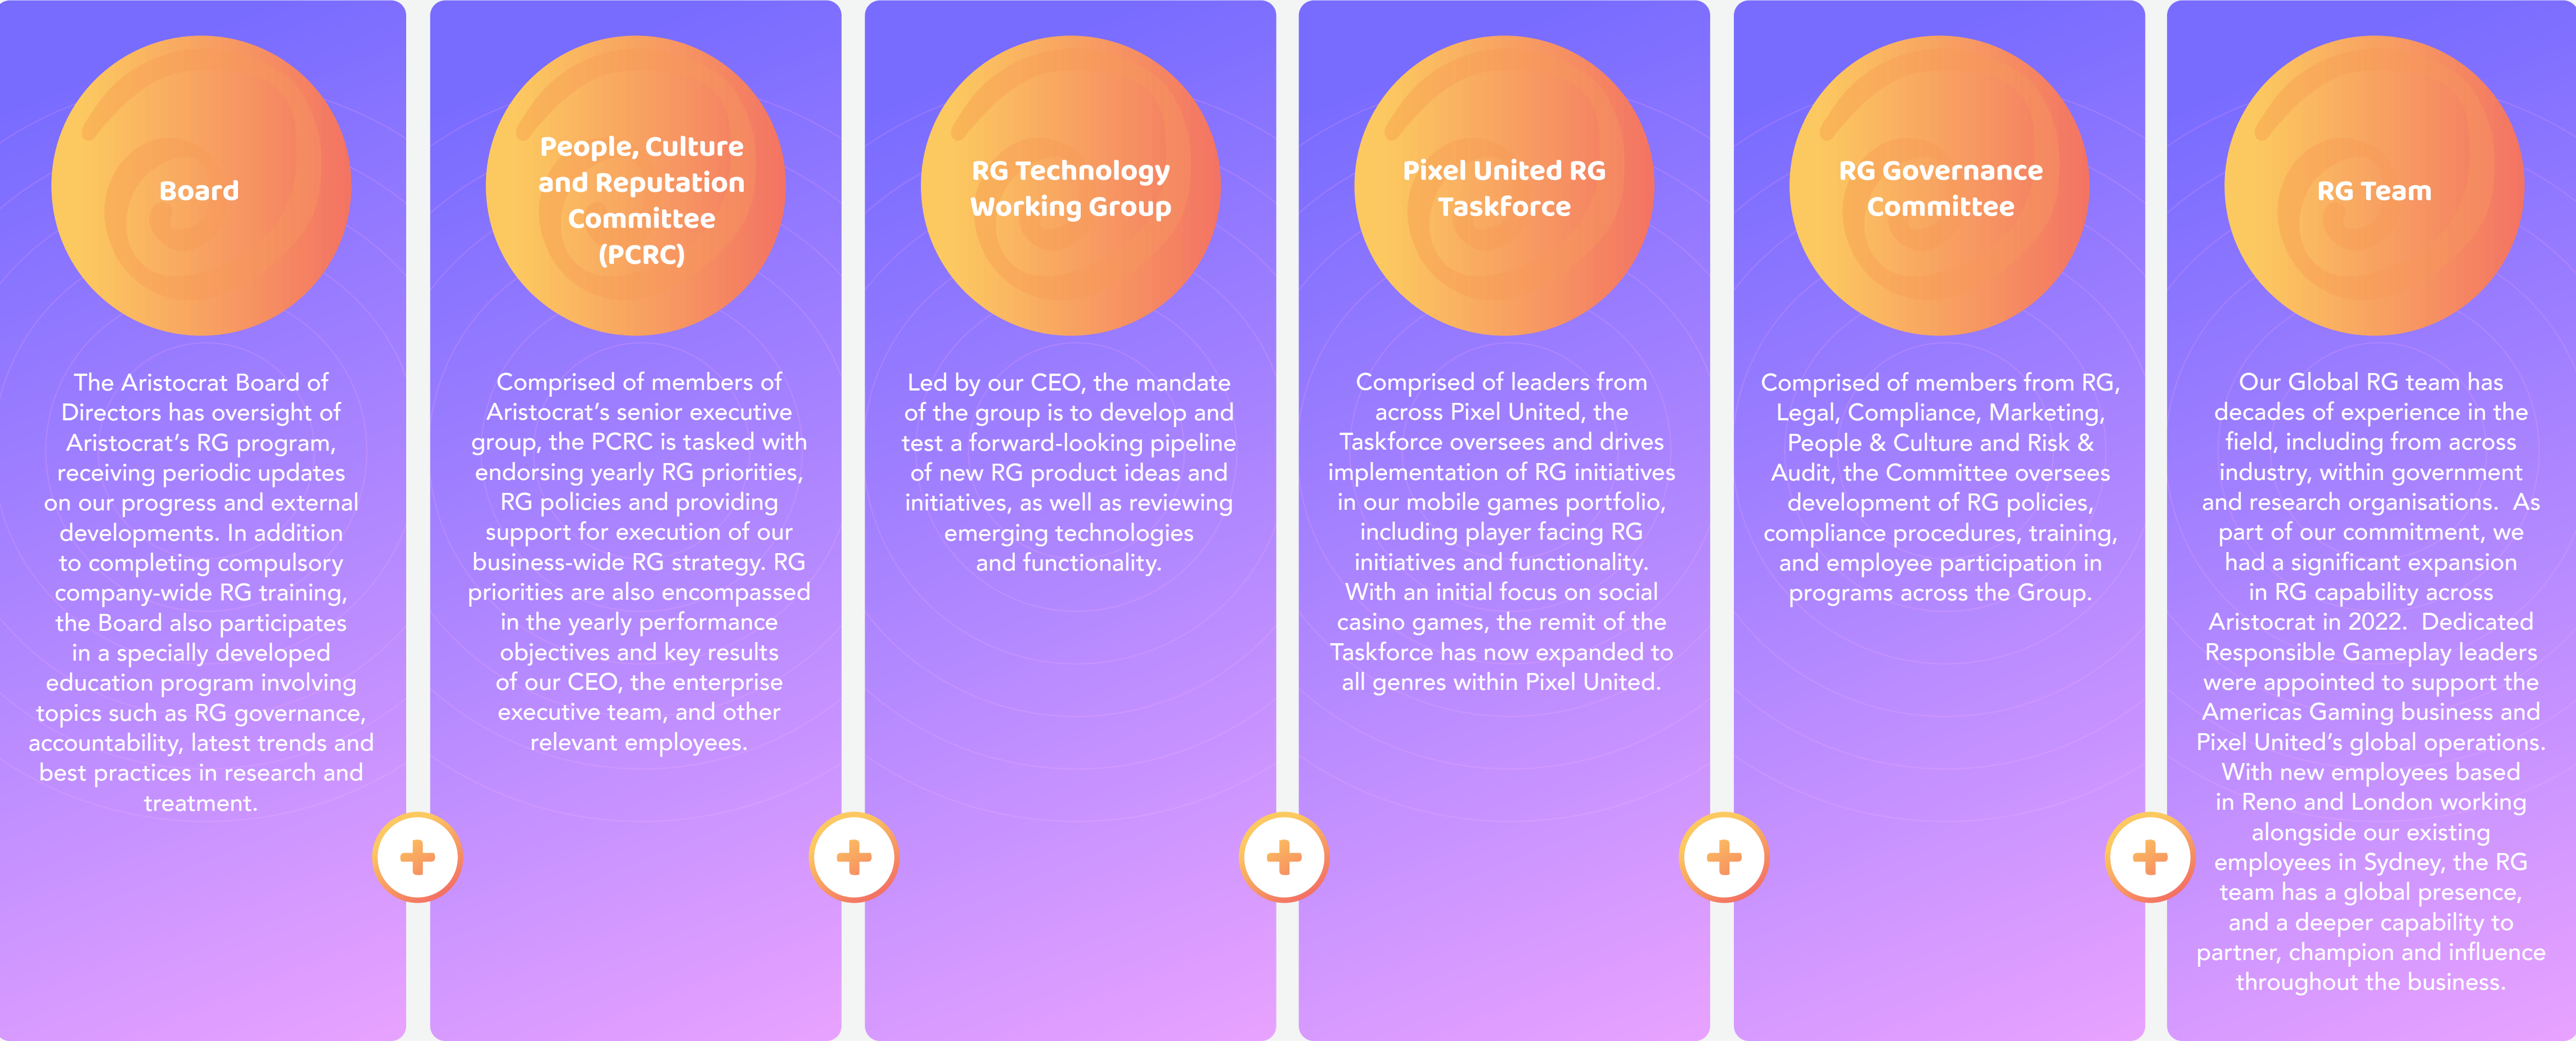 Board
The Aristocrat Board of
Directors has oversight of
Aristocrat’s RG program,
receiving periodic updates
on our progress and external
developments. In addition
to completing compulsory
company-wide RG training,
the Board also participates
in a specially developed
education program involving
topics such as RG governance,
accountability, latest trends and
best practices in research and
treatment.
People, Culture
and Reputation
Committee
(PCRC)
Comprised of members of
Aristocrat’s senior executive
group, the PCRC is tasked with
endorsing yearly RG priorities,
RG policies and providing
support for execution of our
business-wide RG strategy. RG
priorities are also encompassed
in the yearly performance
objectives and key results
of our CEO, the enterprise
executive team, and other
relevant employees.
RG Technology
Working Group
Led by our CEO, the mandate
of the group is to develop and
test a forward-looking pipeline
of new RG product ideas and
initiatives, as well as reviewing
emerging technologies
and functionality.
Pixel United RG
Taskforce
Comprised of leaders from
across Pixel United, the
Taskforce oversees and drives
implementation of RG initiatives
in our mobile games portfolio,
including player facing RG
initiatives and functionality.
With an initial focus on social
casino games, the remit of the
Taskforce has now expanded to
all genres within Pixel United.
RG Governance
Committee
Comprised of members from RG,
Legal, Compliance, Marketing,
People & Culture and Risk &
Audit, the Committee oversees
development of RG policies,
compliance procedures, training,
and employee participation in
programs across the Group.
RG Team
Our Global RG team has
decades of experience in the
field, including from across
industry, within government
and research organisations. As
part of our commitment, we
had a significant expansion
in RG capability across
Aristocrat in 2022. Dedicated
Responsible Gameplay leaders
were appointed to support the
Americas Gaming business and
Pixel United’s global operations.
With new employees based
in Reno and London working
alongside our existing
employees in Sydney, the RG
team has a global presence,
and a deeper capability to
partner, champion and influence
throughout the business.